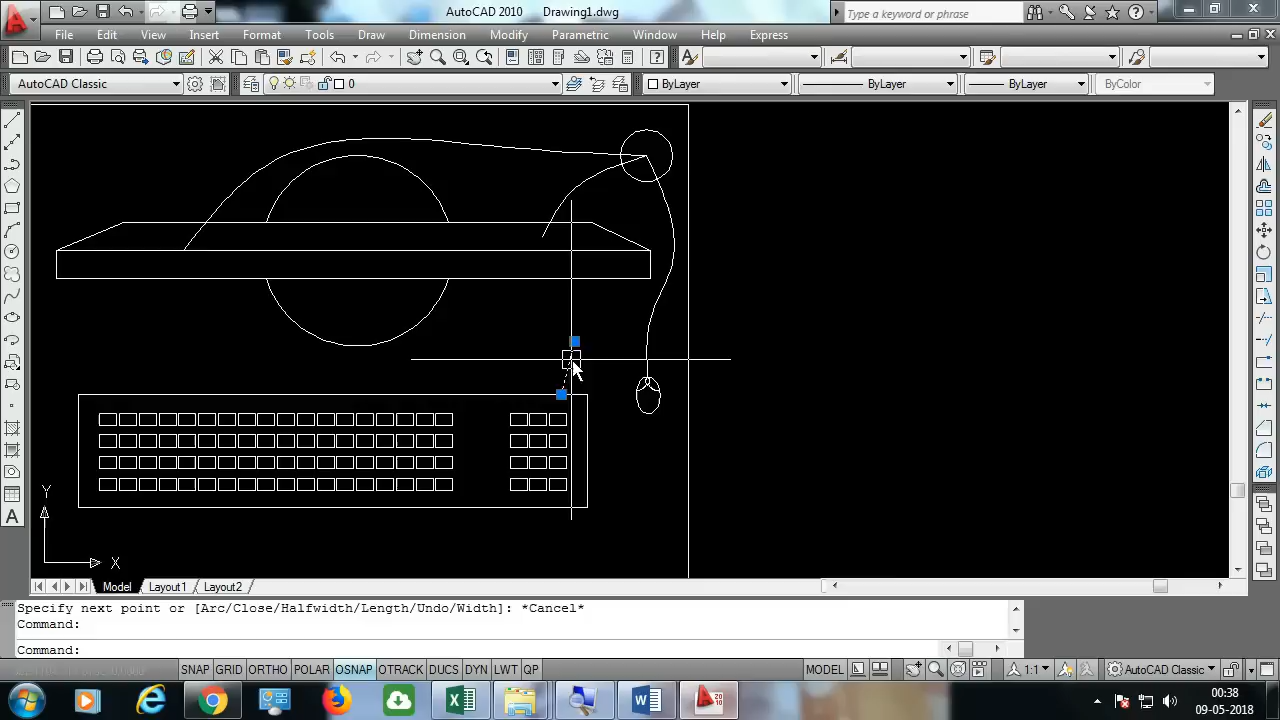 AutoCAD 2010 Drawing1.dwg
Type a keyword or phrase
File Edit View Insert Format Tools Draw Dimension Modify Parametric Window Help Express
AutoCAD Classic
0
ByLayer
ByLayer
ByLayer
ByColor
Y
X
A
Model Layout1 Layout2
Specify next point or [Arc/Close/Halfwidth/Length/Undo/Width]: *Cancel*
Command:
Command:
SNAP GRID ORTHO POLAR OSNAP OTRACK DUCS DYN LWT QP
MODEL
1:1
AutoCAD Classic
00:38
09-05-2018